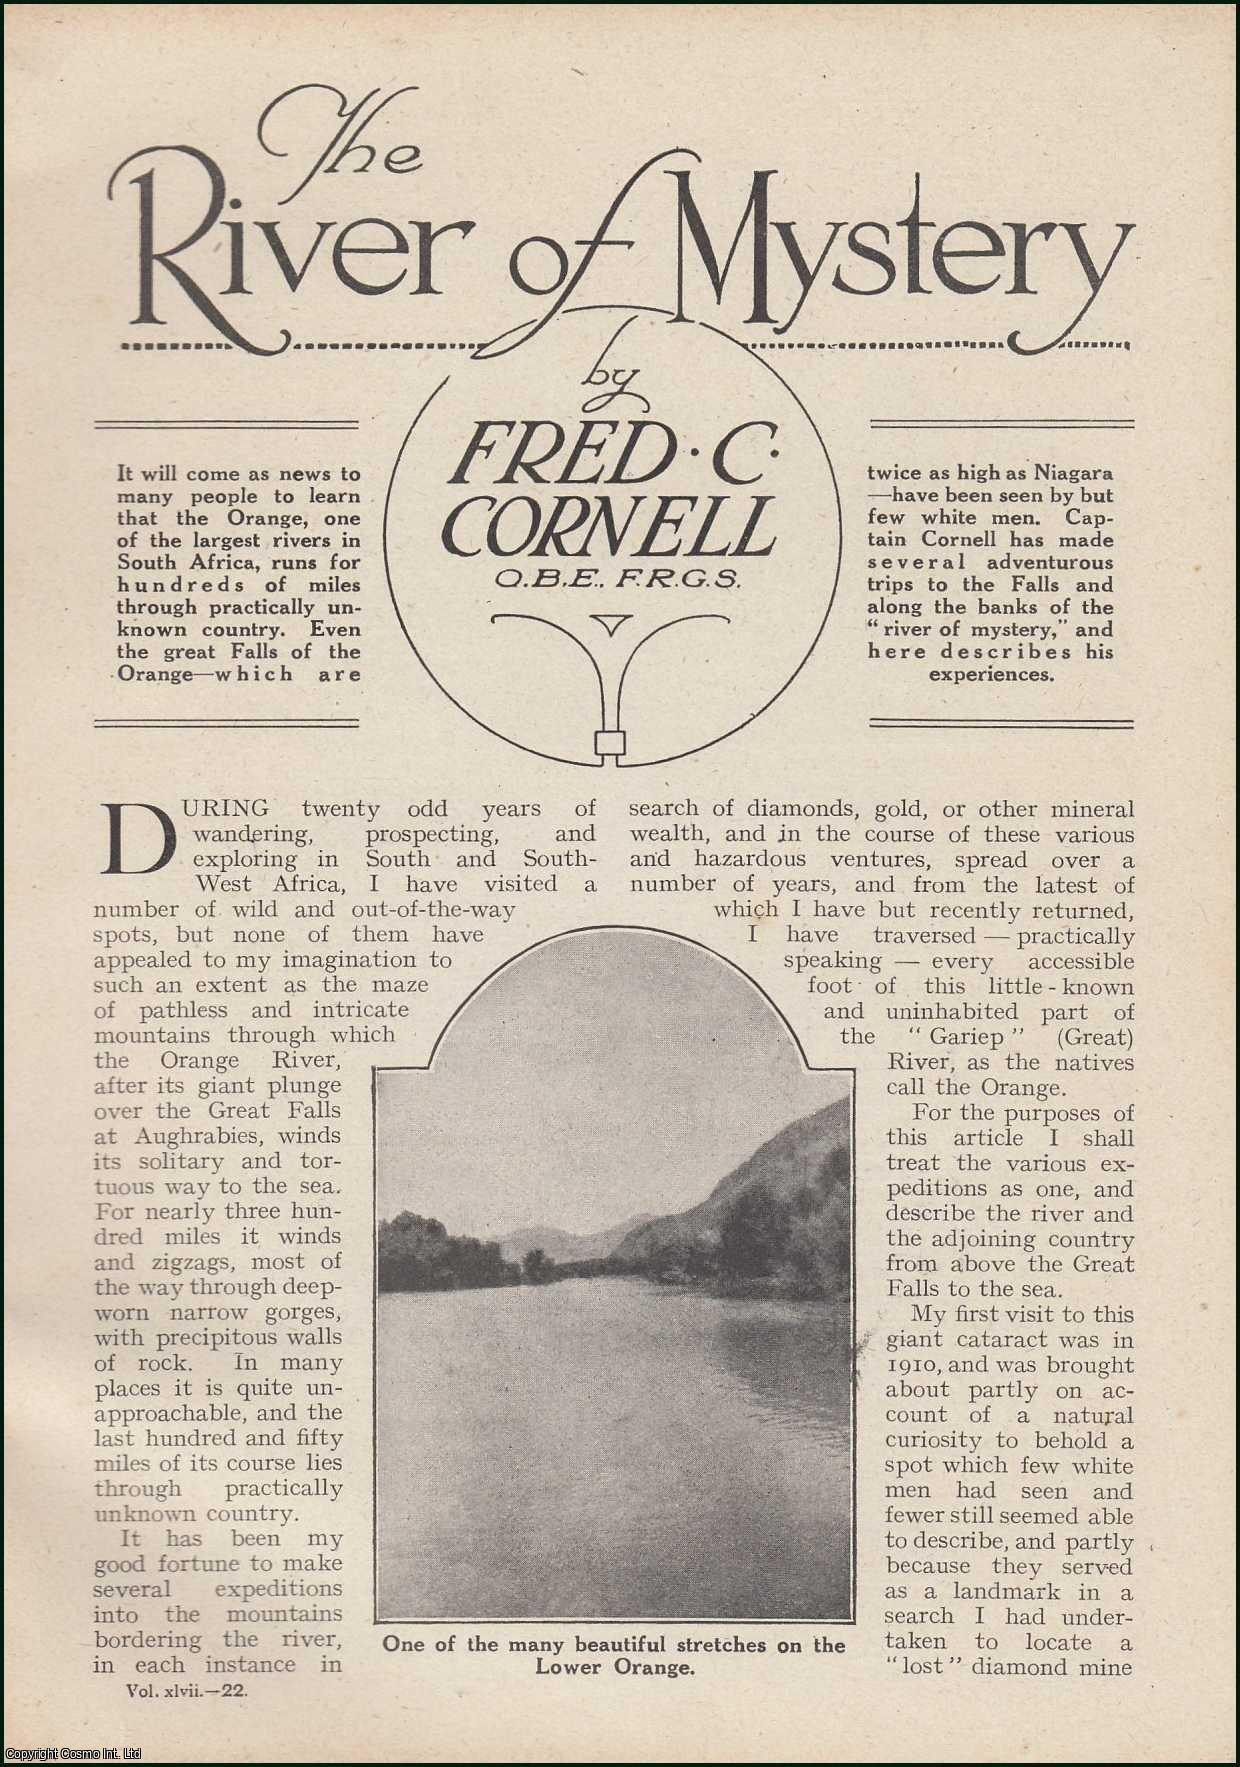 The
River of Mystery
by
FRED. C.
CORNELL
O.B.E., F.R.G.S.
It will come as news to
many people to learn
that the Orange, one
of the largest rivers in
South Africa, runs for
hundreds of miles
through practically un-
known country. Even
the great Falls of the
Orange—which are
twice as high as Niagara
—have been seen by but
few white men. Cap-
tain Cornell has made
several adventurous
trips to the Falls and
along the banks of the
“river of mystery,” and
here describes his
experiences.
DURING twenty odd years of
wandering, prospecting, and
exploring in South and South-
West Africa, I have visited a
number of wild and out-of-the-way
spots, but none of them have
appealed to my imagination to
such an extent as the maze
of pathless and intricate
mountains through which
the Orange River,
after its giant plunge
over the Great Falls
at Aughrabies, winds
its solitary and tor-
tuous way to the sea.
For nearly three hun-
dred miles it winds
and zigzags, most of
the way through deep-
worn narrow gorges,
with precipitous walls
of rock. In many
places it is quite un-
approachable, and the
last hundred and fifty
miles of its course lies
through practically
unknown country.
It has been my
good fortune to make
several expeditions
into the mountains
bordering the river,
in each instance in
Vol. xlvii.—22.
search of diamonds, gold, or other mineral
wealth, and in the course of these various
and hazardous ventures, spread over a
number of years, and from the latest of
which I have but recently returned,
I have traversed — practically
speaking — every accessible
foot of this little-known
and uninhabited part of
the “Gariep” (Great)
River, as the natives
call the Orange.
For the purposes of
this article I shall
treat the various ex-
peditions as one, and
describe the river and
the adjoining country
from above the Great
Falls to the sea.
My first visit to this
giant cataract was in
1910, and was brought
about partly on ac-
count of a natural
curiosity to behold a
spot which few white
men had seen and
fewer still seemed able
to describe, and partly
because they served
as a landmark in a
search I had under-
taken to locate a
“lost” diamond mine
One of the many beautiful stretches on the
Lower Orange.
Copyright Cosmo Int. Ltd